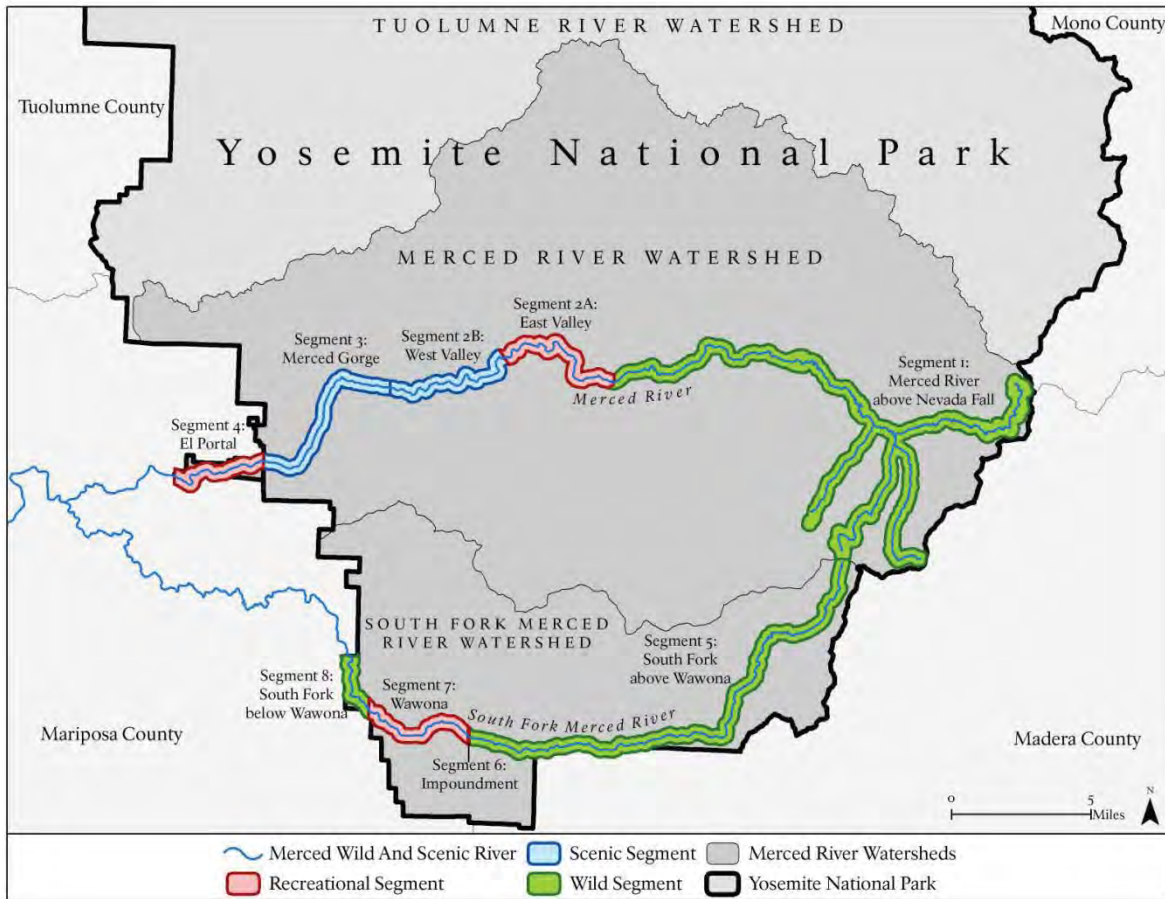 TUOLUMNE RIVER WATERSHED
Mono County
Tuolumne County
Yosemite National Park
MERCED RIVER WATERSHED
Segment 2A:
East Valley
Segment 3:
Merced Gorge
Segment 2B:
West Valley
Segment 1:
Merced River
above Nevada Fall
Merced River
Segment 4:
El Portal
SOUTH FORK MERCED
RIVER WATERSHED
Segment 5:
South Fork
above Wawona
Segment 8:
South Fork
below Wawona
Segment 7:
Wawona
South Fork Merced River
Mariposa County
Madera County
Segment 6:
Impoundment
0 5
Miles
N
Merced Wild And Scenic River
Scenic Segment
Merced River Watersheds
Recreational Segment
Wild Segment
Yosemite National Park